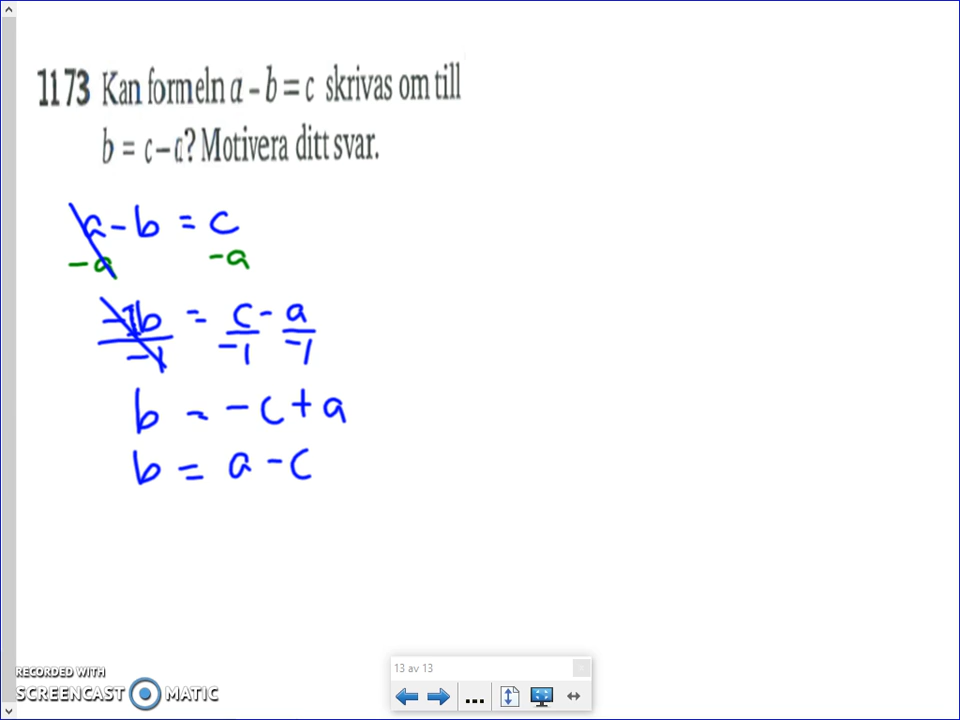 1173 Kan formeln a – b = c skrivas om till
b = c – a? Motivera ditt svar.
a - b = c
-a -a
-1b = c - a
-1 -1 -1
b = -c + a
b = a - c
13 av 13
RECORDED WITH
SCREENCAST MATIC